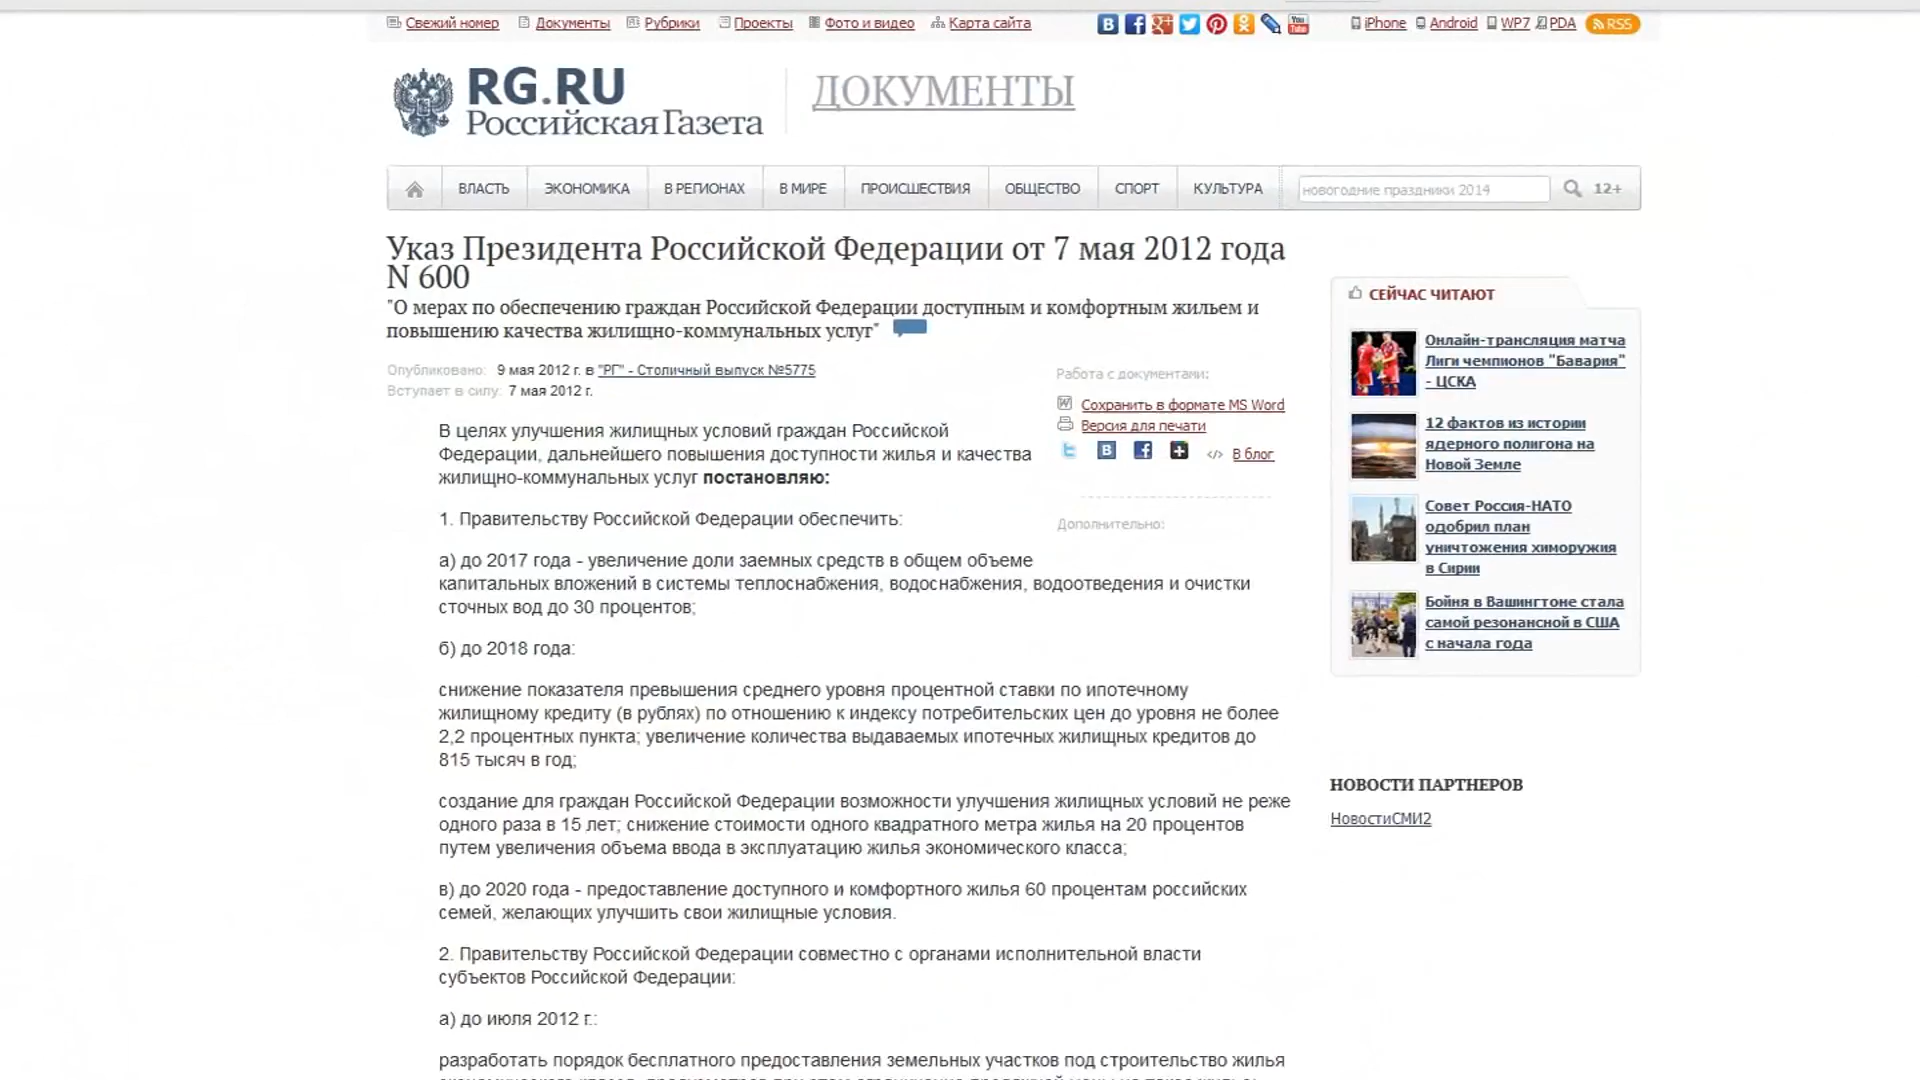 Свежий номер Документы Рубрики Проекты Фото и видео Карта сайта iPhone Android WP7 PDA RSS
RG.RU
Российская Газета
ДОКУМЕНТЫ
ВЛАСТЬ ЭКОНОМИКА В РЕГИОНАХ В МИРЕ ПРОИСШЕСТВИЯ ОБЩЕСТВО СПОРТ КУЛЬТУРА новогодние праздники 2014 12+
Указ Президента Российской Федерации от 7 мая 2012 года
N 600
"О мерах по обеспечению граждан Российской Федерации доступным и комфортным жильем и
повышению качества жилищно-коммунальных услуг"
Опубликовано: 9 мая 2012 г. в "РГ" - Столичный выпуск №5775
Вступает в силу: 7 мая 2012 г.
Работа с документами:
Сохранить в формате MS Word
Версия для печати
В блог
Дополнительно:
В целях улучшения жилищных условий граждан Российской
Федерации, дальнейшего повышения доступности жилья и качества
жилищно-коммунальных услуг постановляю:
1. Правительству Российской Федерации обеспечить:
а) до 2017 года - увеличение доли заемных средств в общем объеме
капитальных вложений в системы теплоснабжения, водоснабжения, водоотведения и очистки
сточных вод до 30 процентов;
б) до 2018 года:
снижение показателя превышения среднего уровня процентной ставки по ипотечному
жилищному кредиту (в рублях) по отношению к индексу потребительских цен до уровня не более
2,2 процентных пункта; увеличение количества выдаваемых ипотечных жилищных кредитов до
815 тысяч в год;
создание для граждан Российской Федерации возможности улучшения жилищных условий не реже
одного раза в 15 лет; снижение стоимости одного квадратного метра жилья на 20 процентов
путем увеличения объема ввода в эксплуатацию жилья экономического класса;
в) до 2020 года - предоставление доступного и комфортного жилья 60 процентам российских
семей, желающих улучшить свои жилищные условия.
2. Правительству Российской Федерации совместно с органами исполнительной власти
субъектов Российской Федерации:
а) до июля 2012 г.:
разработать порядок бесплатного предоставления земельных участков под строительство жилья
СЕЙЧАС ЧИТАЮТ
Онлайн-трансляция матча
Лиги чемпионов "Бавария"
- ЦСКА
12 фактов из истории
ядерного полигона на
Новой Земле
Совет Россия-НАТО
одобрил план
уничтожения химоружия
в Сирии
Бойня в Вашингтоне стала
самой резонансной в США
с начала года
НОВОСТИ ПАРТНЕРОВ
НовостиСМИ2